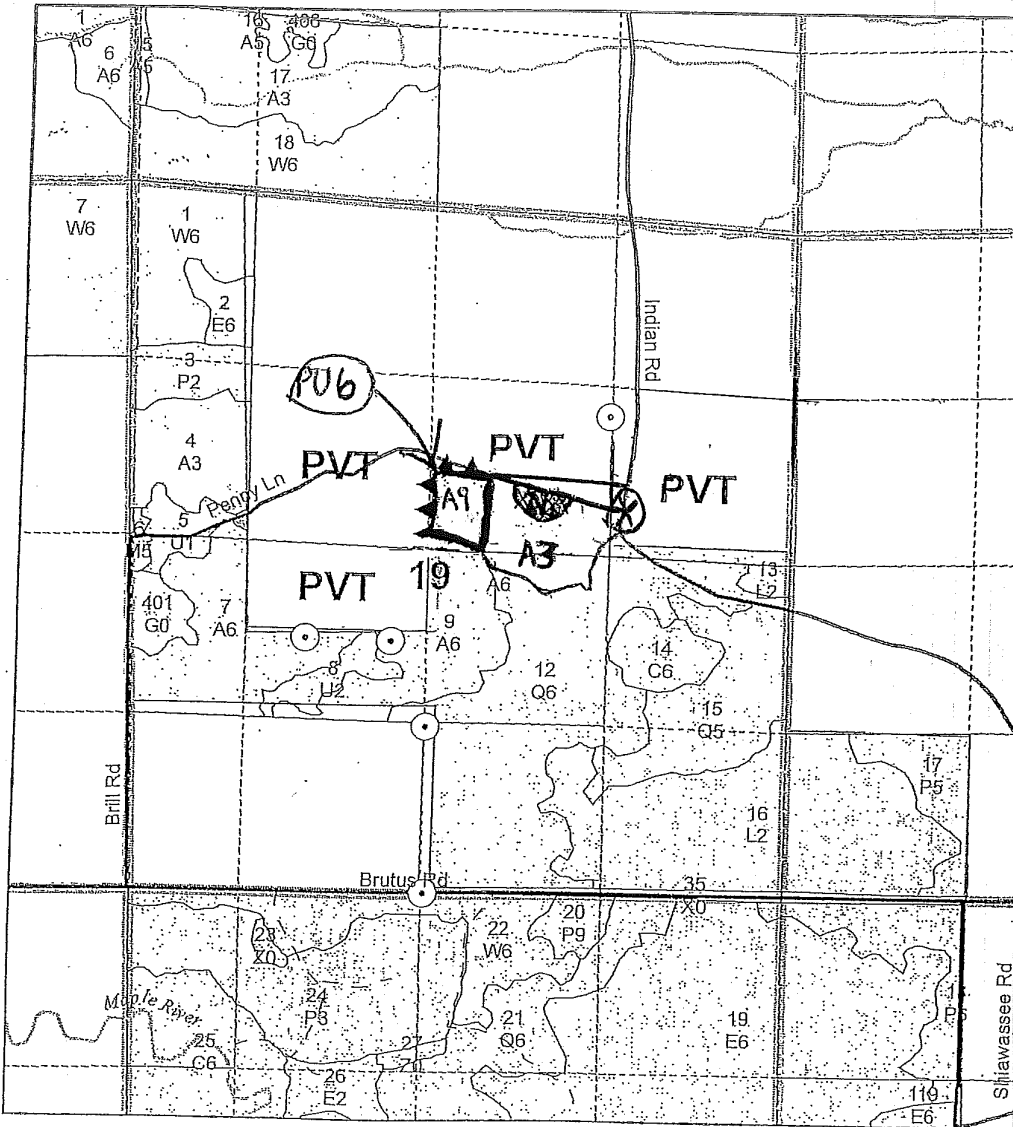 1
A6
6
A6
16
A5
406
G0
17
A3
18
W6
7
W6
1
W6
2
E6
3
P2
4
A3
Indian Rd
PU6
PVT
PVT
PVT
A9
Penny Ln
5
U1
M5
A3
PVT
19
A6
13
L2
401
G0
7
A6
9
A6
14
C6
8
U2
12
Q6
15
Q5
17
P5
Brill Rd
16
L2
Brutus Rd
35
X0
20
P9
22
W6
23
X0
24
P3
21
Q6
19
E6
Maple River
25
C6
27
26
E2
Shiawassee Rd
119
E6